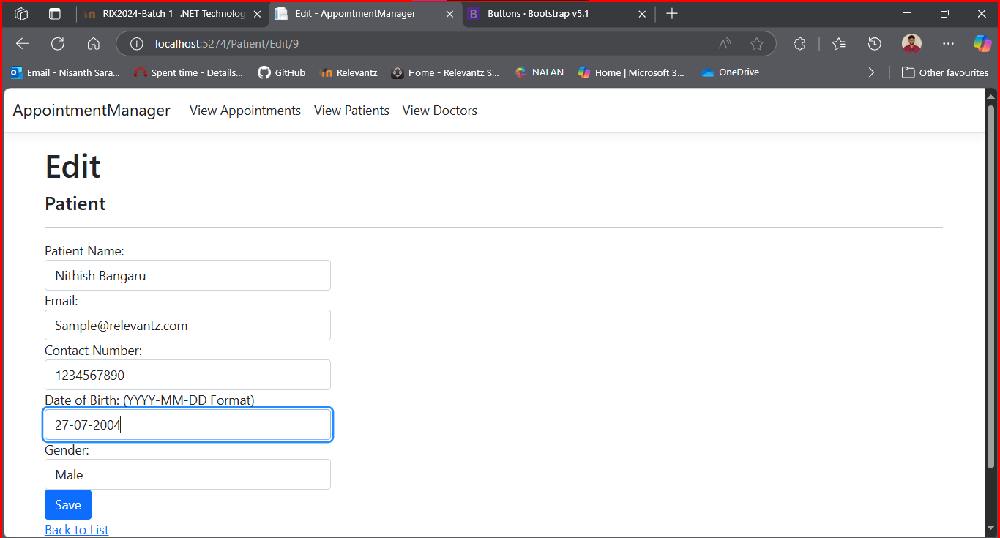 RIX2024-Batch 1_ .NET Technolog
Edit - AppointmentManager
Buttons · Bootstrap v5.1
localhost:5274/Patient/Edit/9
Email - Nisanth Sara...
Spent time - Details...
GitHub
Relevantz
Home - Relevantz S...
NALAN
Home | Microsoft 3...
OneDrive
Other favourites
AppointmentManager
View Appointments
View Patients
View Doctors
Edit
Patient
Patient Name:
Nithish Bangaru
Email:
Sample@relevantz.com
Contact Number:
1234567890
Date of Birth: (YYYY-MM-DD Format)
27-07-2004
Gender:
Male
Save
Back to List